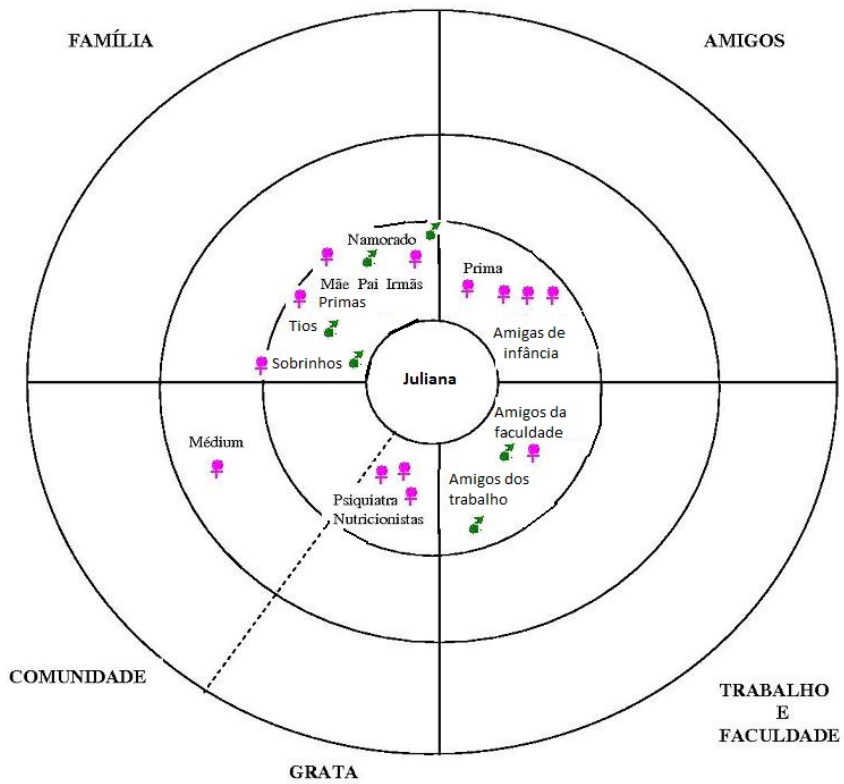 FAMÍLIA
AMIGOS
Namorado
Mãe Pai Irmãs
Primas
Tios
Sobrinhos
Prima
Amigas de
infância
Juliana
Médium
Psiquiatra
Nutricionistas
Amigos da
faculdade
Amigos dos
trabalho
COMUNIDADE
GRATA
TRABALHO
E
FACULDADE